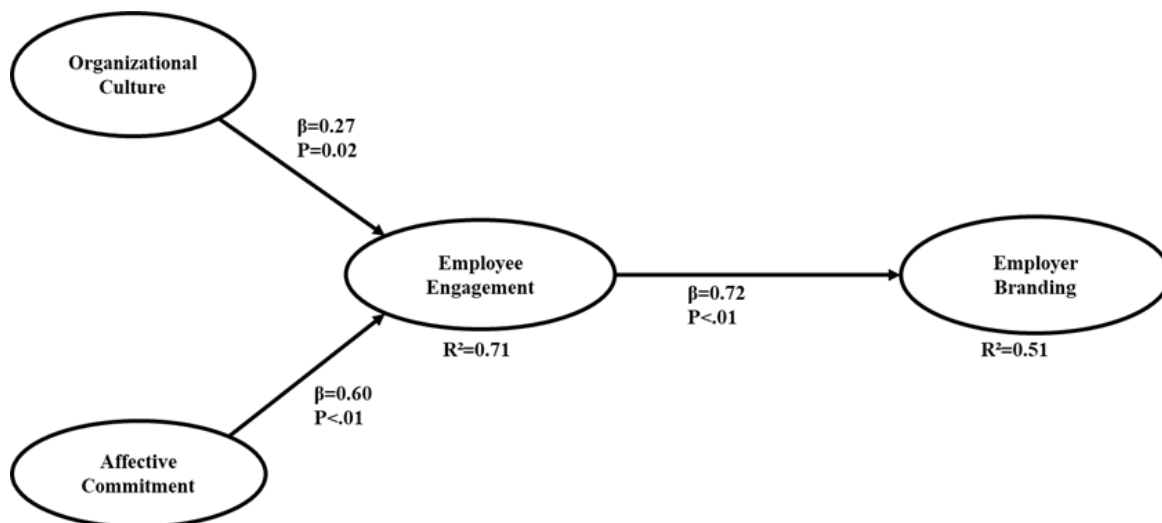 Organizational
Culture
β=0.27
P=0.02
Employee
Engagement
R²=0.71
β=0.72
P<.01
Employer
Branding
R²=0.51
β=0.60
P<.01
Affective
Commitment